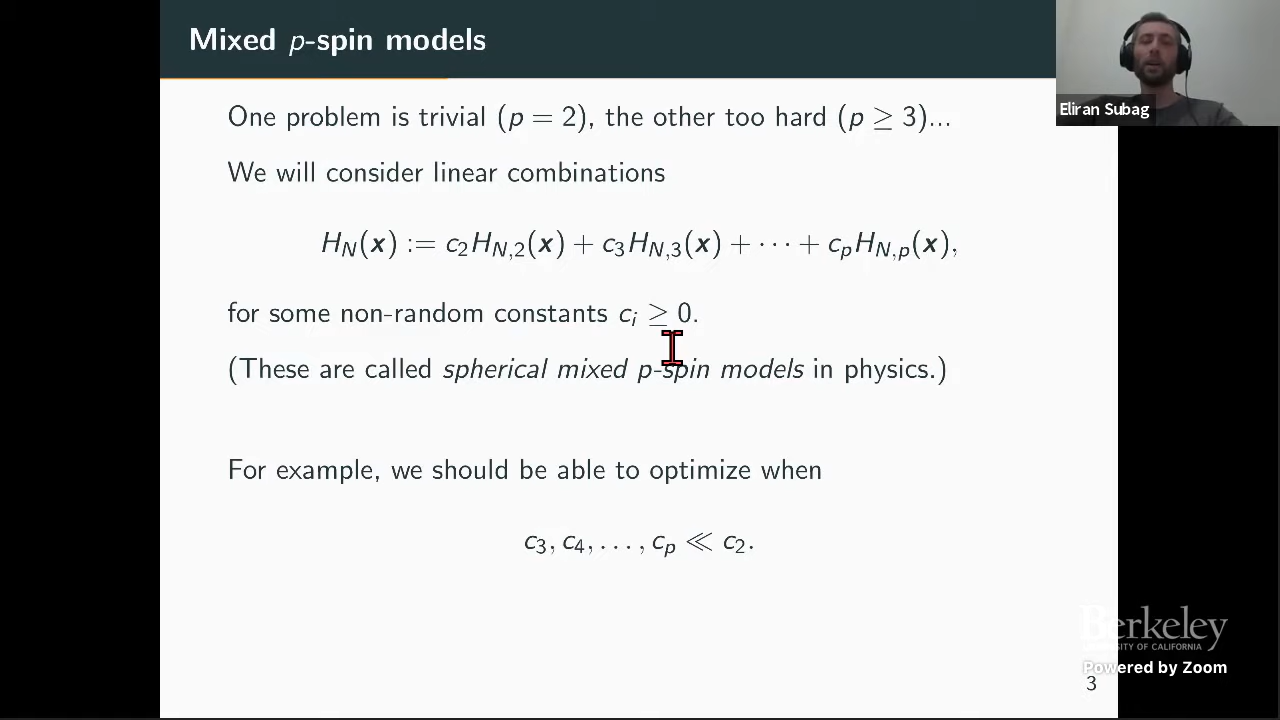 Mixed p-spin models
Eliran Subag
One problem is trivial (p = 2), the other too hard (p ≥ 3)...
We will consider linear combinations
H_N(x) := c_2H_{N,2}(x) + c_3H_{N,3}(x) + ··· + c_pH_{N,p}(x),
for some non-random constants c_i ≥ 0.
(These are called spherical mixed p-spin models in physics.)
For example, we should be able to optimize when
c_3, c_4, . . . , c_p ≪ c_2.
Berkeley
UNIVERSITY OF CALIFORNIA
Powered by Zoom
3